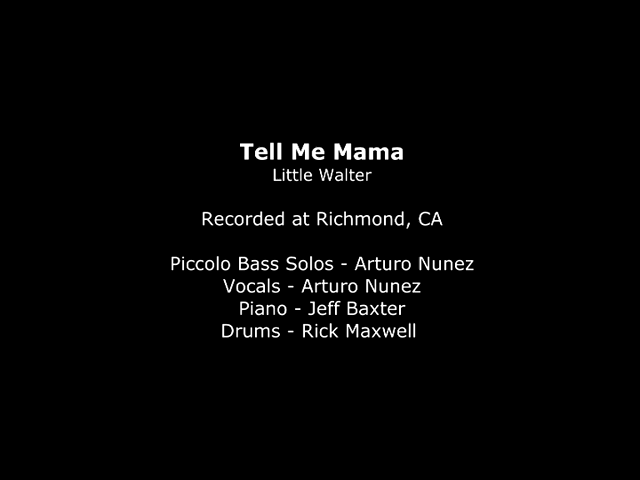 Tell Me Mama
Little Walter
Recorded at Richmond, CA
Piccolo Bass Solos - Arturo Nunez
Vocals - Arturo Nunez
Piano - Jeff Baxter
Drums - Rick Maxwell